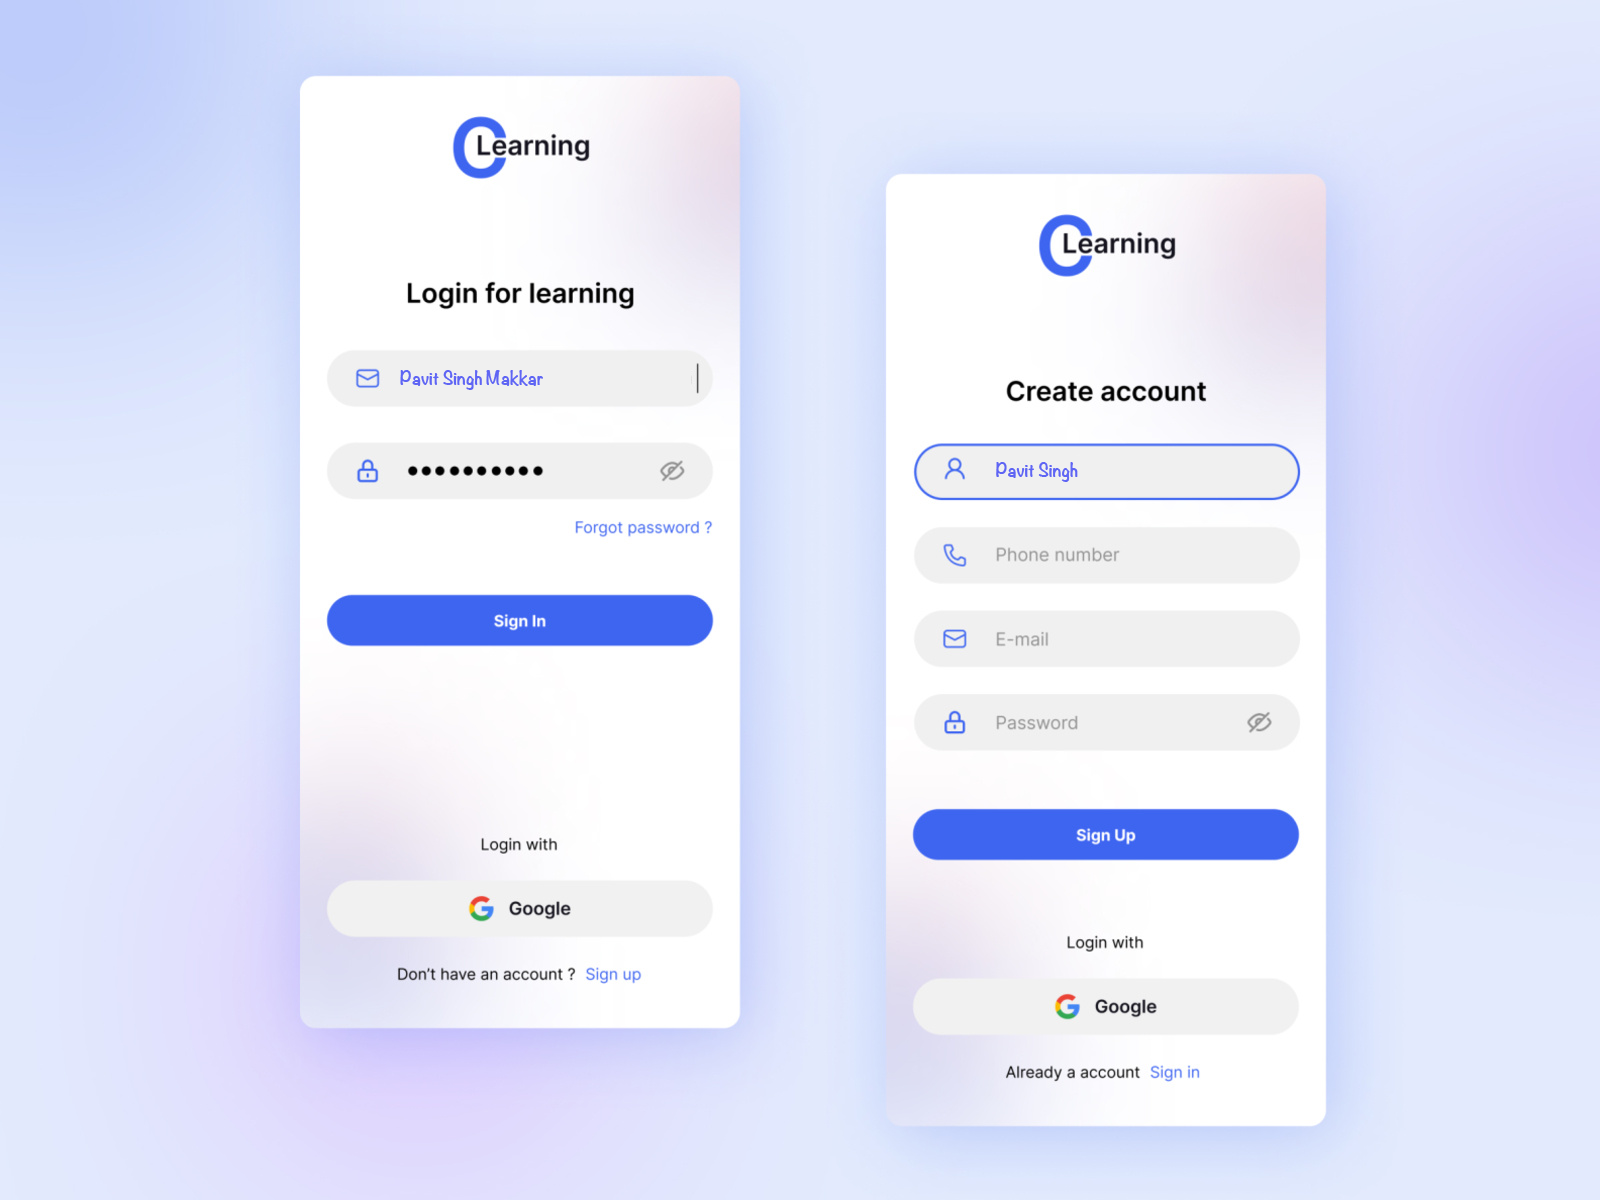 C Learning
Login for learning
Pavit Singh Makkar
••••••••••
Forgot password ?
Sign In
Login with
Google
Don't have an account ? Sign up
C Learning
Create account
Pavit Singh
Phone number
E-mail
Password
Sign Up
Login with
Google
Already a account Sign in